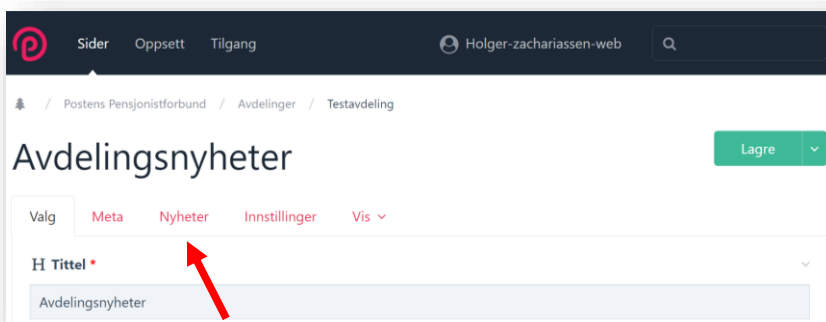 Sider Oppsett Tilgang Holger-zachariassen-web
/ Postens Pensjonistforbund / Avdelinger / Testavdeling
Avdelingsnyheter
Lagre
Valg Meta Nyheter Innstillinger Vis
H Tittel *
Avdelingsnyheter